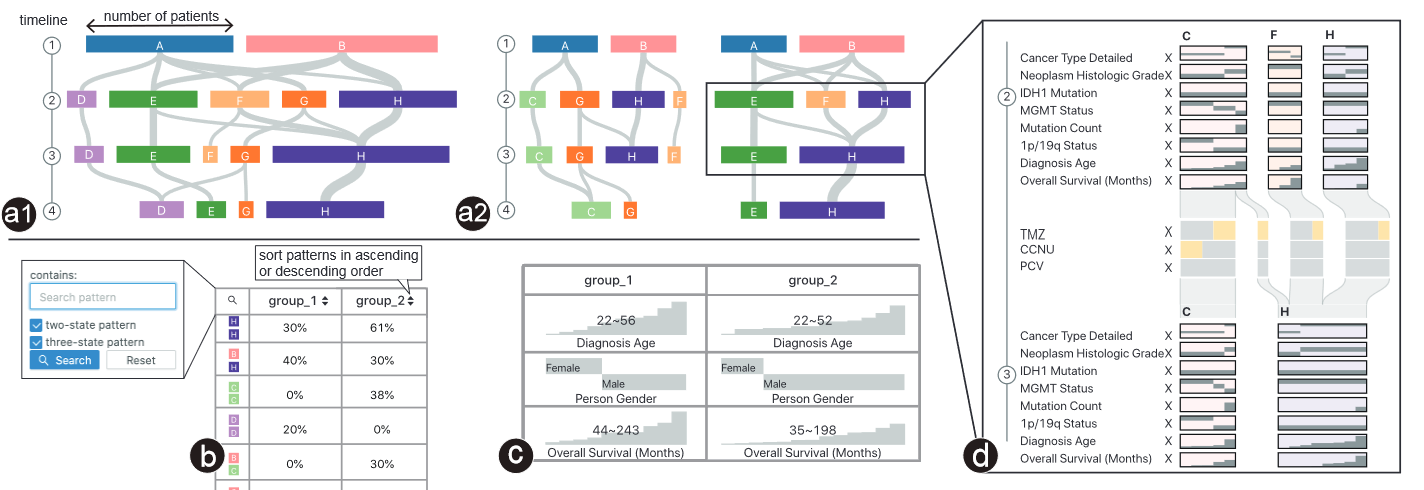 timeline
number of patients
1
A
B
2
D
E
F
G
H
3
D
E
F
G
H
4
D
E
G
H
a1
1
A
B
A
B
2
C
G
H
F
E
F
H
3
C
G
H
F
E
H
4
C
G
E
H
a2
contains:
Search pattern
two-state pattern
three-state pattern
Search
Reset
sort patterns in ascending
or descending order
group_1
group_2
H
H
30%
61%
B
H
40%
30%
C
C
0%
38%
D
D
20%
0%
B
C
0%
30%
b
group_1
group_2
22~56
22~52
Diagnosis Age
Diagnosis Age
Female
Male
Female
Male
Person Gender
Person Gender
44~243
35~198
Overall Survival (Months)
Overall Survival (Months)
c
C
F
H
2
Cancer Type Detailed X
Neoplasm Histologic Grade X
IDH1 Mutation X
MGMT Status X
Mutation Count X
1p/19q Status X
Diagnosis Age X
Overall Survival (Months) X
TMZ X
CCNU X
PCV X
C
H
3
Cancer Type Detailed X
Neoplasm Histologic Grade X
IDH1 Mutation X
MGMT Status X
Mutation Count X
1p/19q Status X
Diagnosis Age X
Overall Survival (Months) X
d